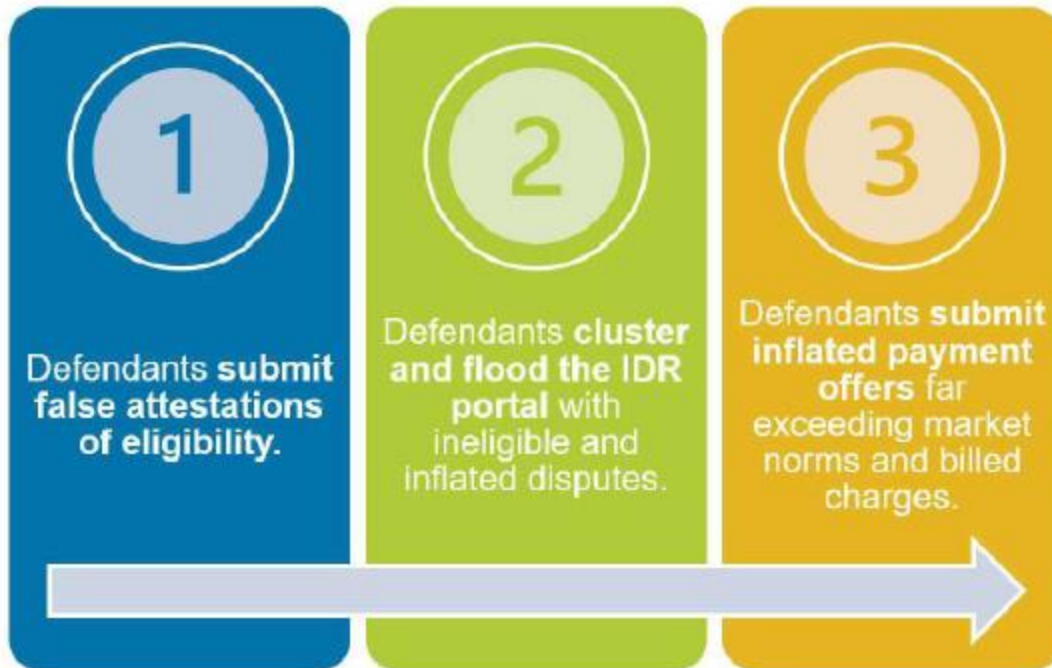 1
Defendants submit
false attestations
of eligibility.
2
Defendants cluster
and flood the IDR
portal with
ineligible and
inflated disputes.
3
Defendants submit
inflated payment
offers far
exceeding market
norms and billed
charges.